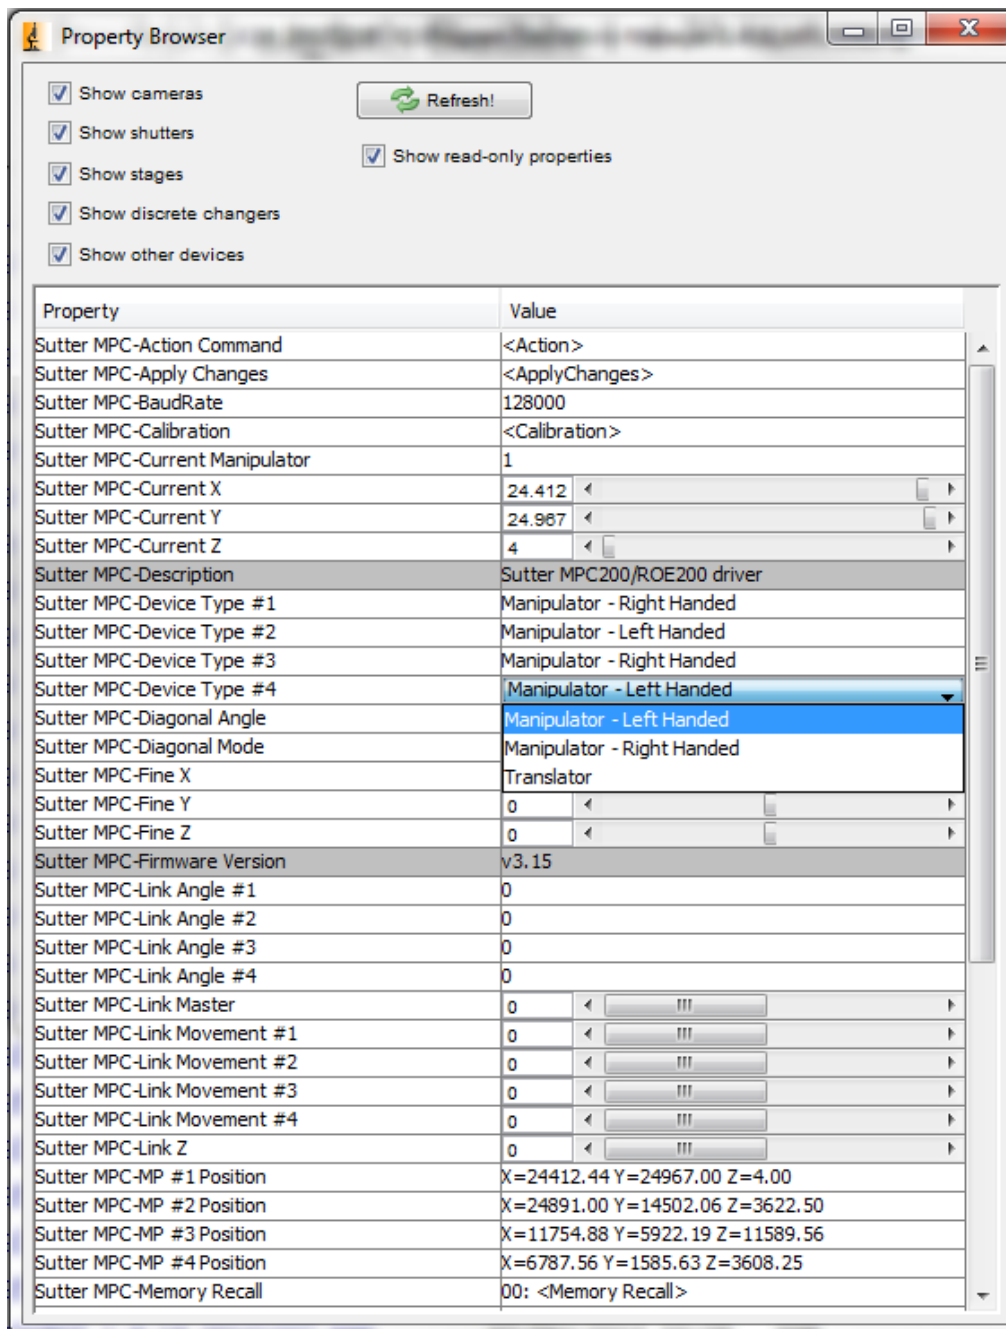 Property Browser
Show cameras
Refresh!
Show shutters
Show read-only properties
Show stages
Show discrete changers
Show other devices
Property Value
Sutter MPC-Action Command <Action>
Sutter MPC-Apply Changes <ApplyChanges>
Sutter MPC-BaudRate 128000
Sutter MPC-Calibration <Calibration>
Sutter MPC-Current Manipulator 1
Sutter MPC-Current X 24.412
Sutter MPC-Current Y 24.967
Sutter MPC-Current Z 4
Sutter MPC-Description Sutter MPC200/ROE200 driver
Sutter MPC-Device Type #1 Manipulator - Right Handed
Sutter MPC-Device Type #2 Manipulator - Left Handed
Sutter MPC-Device Type #3 Manipulator - Right Handed
Sutter MPC-Device Type #4 Manipulator - Left Handed
Sutter MPC-Diagonal Angle Manipulator - Left Handed
Sutter MPC-Diagonal Mode Manipulator - Right Handed
Sutter MPC-Fine X Translator
Sutter MPC-Fine Y 0
Sutter MPC-Fine Z 0
Sutter MPC-Firmware Version v3.15
Sutter MPC-Link Angle #1 0
Sutter MPC-Link Angle #2 0
Sutter MPC-Link Angle #3 0
Sutter MPC-Link Angle #4 0
Sutter MPC-Link Master 0
Sutter MPC-Link Movement #1 0
Sutter MPC-Link Movement #2 0
Sutter MPC-Link Movement #3 0
Sutter MPC-Link Movement #4 0
Sutter MPC-Link Z 0
Sutter MPC-MP #1 Position X=24412.44 Y=24967.00 Z=4.00
Sutter MPC-MP #2 Position X=24891.00 Y=14502.06 Z=3622.50
Sutter MPC-MP #3 Position X=11754.88 Y=5922.19 Z=11589.56
Sutter MPC-MP #4 Position X=6787.56 Y=1585.63 Z=3608.25
Sutter MPC-Memory Recall 00: <Memory Recall>